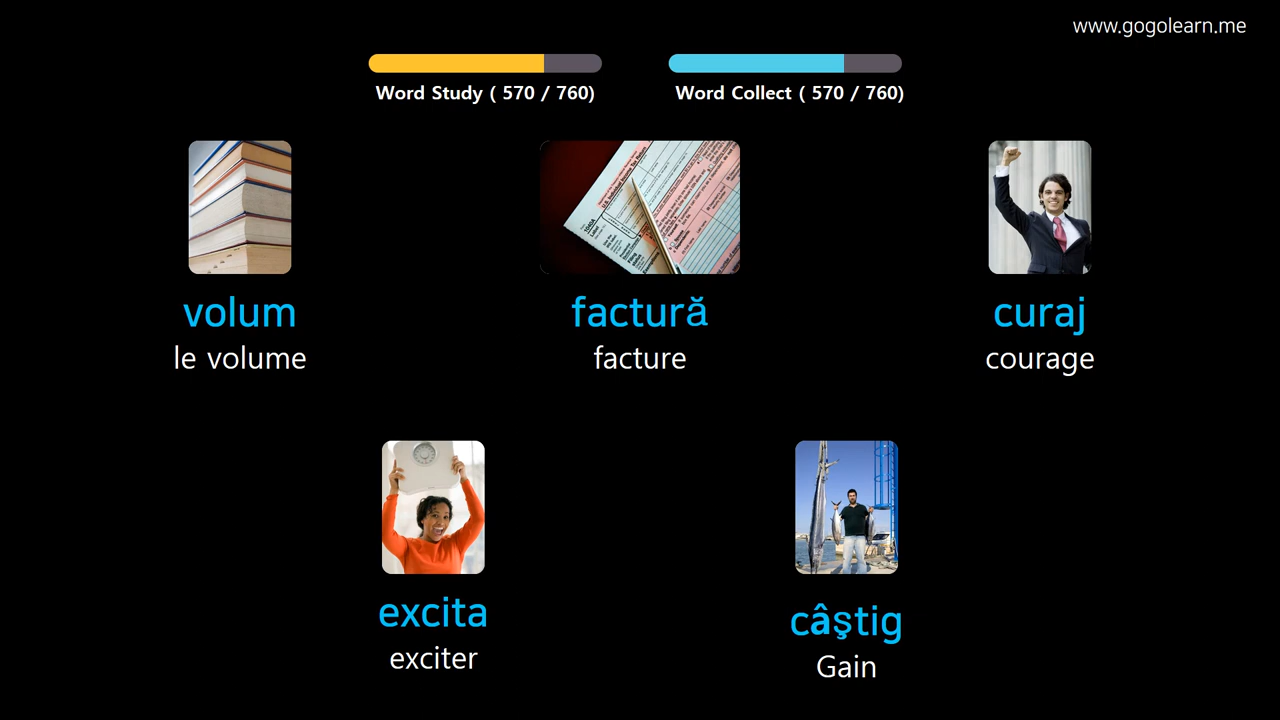 www.gogolearn.me
Word Study ( 570 / 760)
Word Collect ( 570 / 760)
volum
le volume
factură
facture
curaj
courage
excita
exciter
câştig
Gain